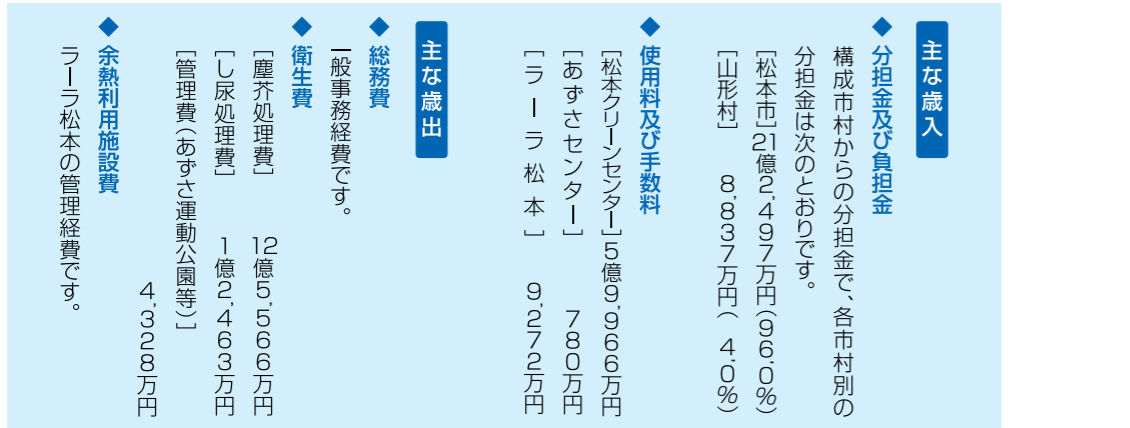 主な歳入
◆分担金及び負担金
構成市村からの分担金で、各市村別の
分担金は次のとおりです。
［松本市］21億2,497万円（96.0％）
［山形村］　8,837万円（　4.0％）
◆使用料及び手数料
［松本クリーンセンター］5億9,966万円
［あずさセンター］　780万円
［ラーラ松本］　9,272万円
主な歳出
◆総務費
一般事務経費です。
◆衛生費
［塵芥処理費］　12億5,566万円
［し尿処理費］　1億2,463万円
［管理費（あずさ運動公園等）］
4,328万円
◆余熱利用施設費
ラーラ松本の管理経費です。